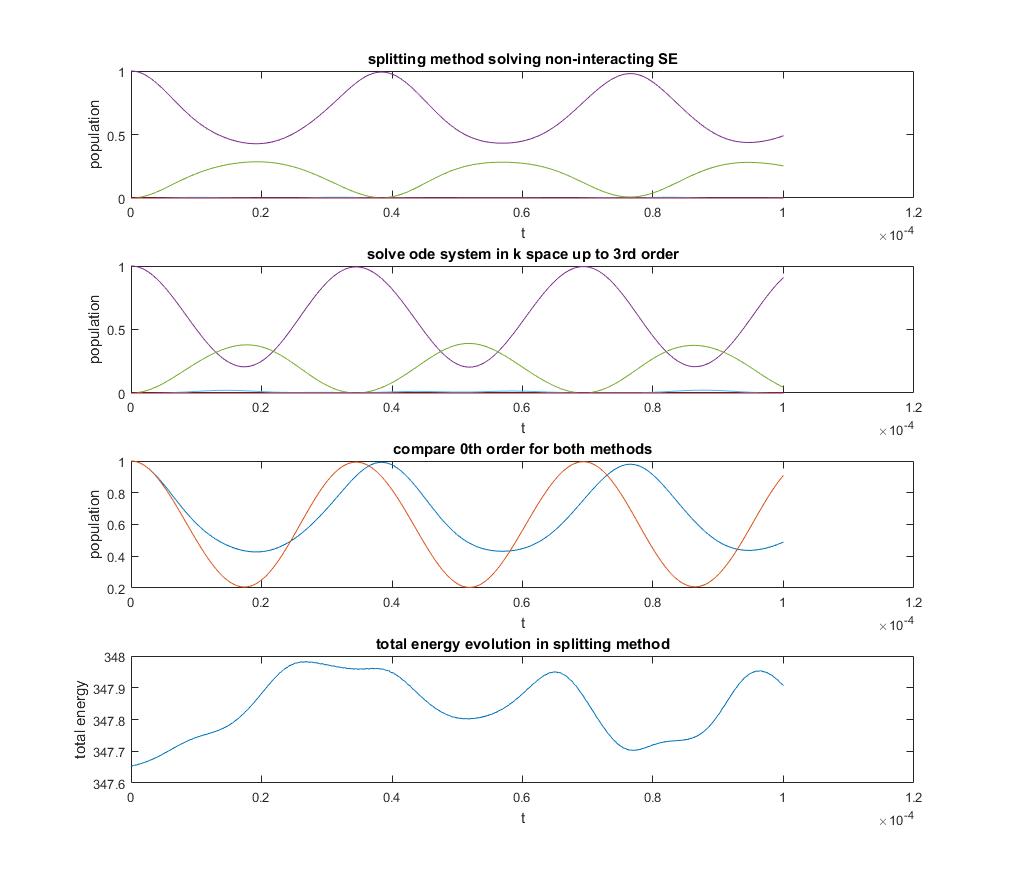 splitting method solving non-interacting SE
1
0.5
0
population
0 0.2 0.4 0.6 0.8 1 1.2
t
×10-4
solve ode system in k space up to 3rd order
1
0.5
0
population
0 0.2 0.4 0.6 0.8 1 1.2
t
×10-4
compare 0th order for both methods
1
0.8
0.6
0.4
0.2
population
0 0.2 0.4 0.6 0.8 1 1.2
t
×10-4
total energy evolution in splitting method
348
347.9
347.8
347.7
347.6
total energy
0 0.2 0.4 0.6 0.8 1 1.2
t
×10-4